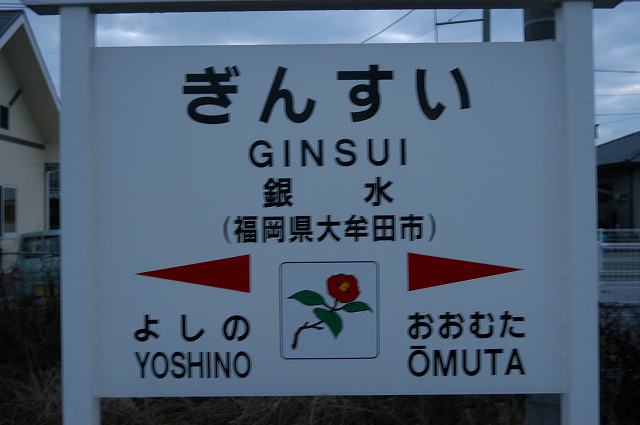 ぎんすい
GINSUI
銀 水
(福岡県大牟田市)
よしの おおむた
YOSHINO ŌMUTA